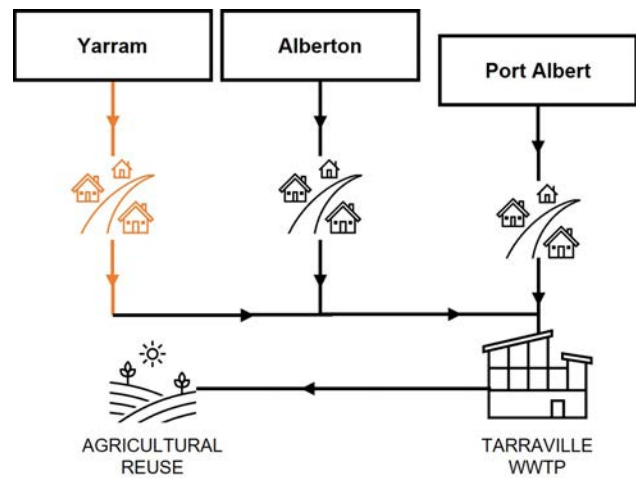 Yarram
Alberton
Port Albert
AGRICULTURAL
REUSE
TARRAVILLE
WWTP